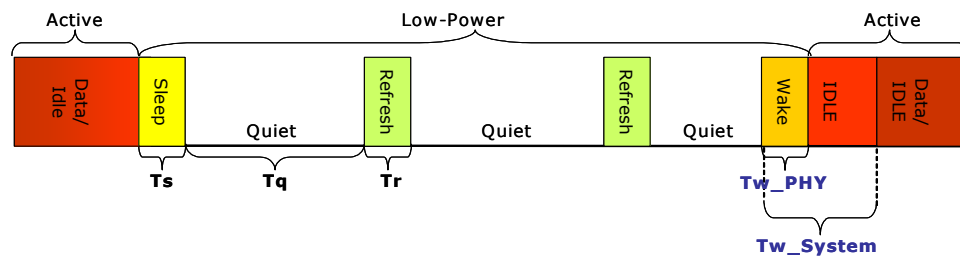 Active
Low-Power
Active
Data/
Idle
Sleep
Quiet
Refresh
Quiet
Refresh
Quiet
Wake
IDLE
Data/
IDLE
Ts
Tq
Tr
Tw_PHY
Tw_System